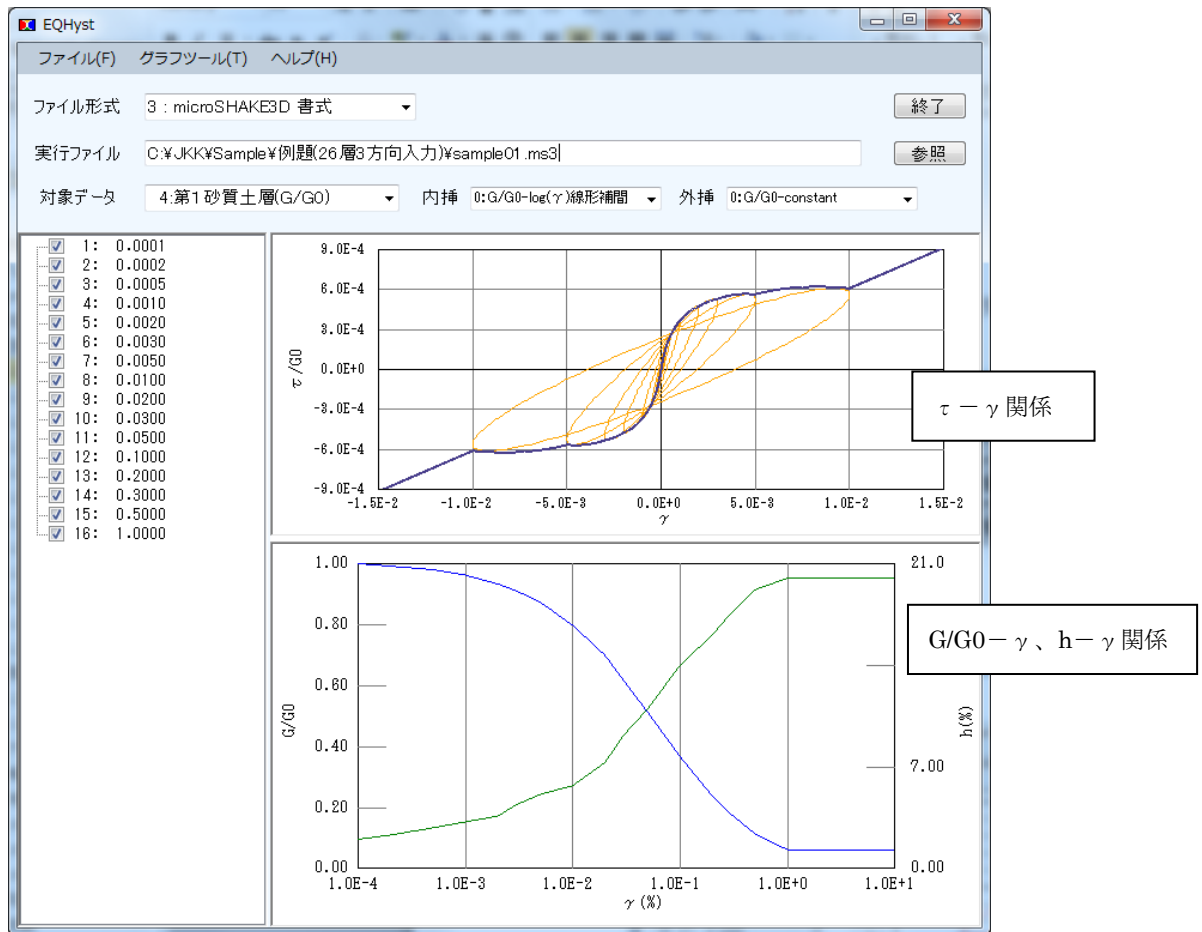 EQHyst
ファイル(F) グラフツール(T) ヘルプ(H)
ファイル形式 3 : microSHAKE3D 書式 終了
実行ファイル C:¥JKK¥Sample¥例題(26層3方向入力)¥sample01.ms3 参照
対象データ 4:第1砂質土層(G/G0) 内挿 0:G/G0-log(γ)線形補間 外挿 0:G/G0-constant
1: 0.0001
2: 0.0002
3: 0.0005
4: 0.0010
5: 0.0020
6: 0.0030
7: 0.0050
8: 0.0100
9: 0.0200
10: 0.0300
11: 0.0500
12: 0.1000
13: 0.2000
14: 0.3000
15: 0.5000
16: 1.0000
9.0E-4
6.0E-4
3.0E-4
0.0E+0
-3.0E-4
-6.0E-4
-9.0E-4
τ/G0
-1.5E-2 -1.0E-2 -5.0E-3 0.0E+0 5.0E-3 1.0E-2 1.5E-2
γ
τ－γ関係
1.00
0.80
0.60
0.40
0.20
0.00
G/G0
21.0
7.00
0.00
h(%)
1.0E-4 1.0E-3 1.0E-2 1.0E-1 1.0E+0 1.0E+1
γ(%)
G/G0－γ、h－γ関係